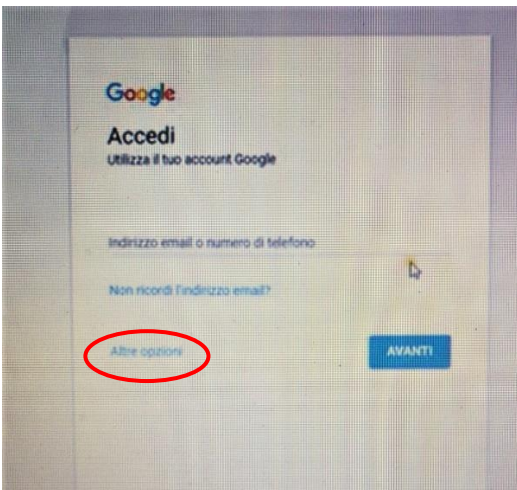 Google
Accedi
Utilizza il tuo account Google
Indirizzo email o numero di telefono
Non ricordi l'indirizzo email?
Altre opzioni
AVANTI